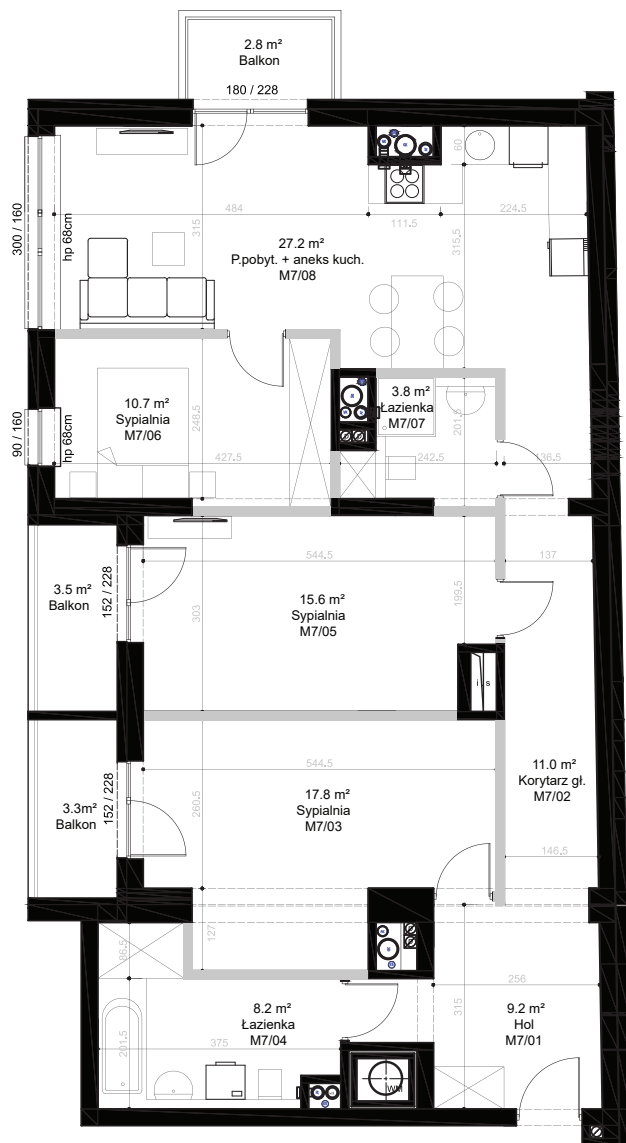 2.8 m²
Balkon
180 / 228
60
484
111.5
224.5
315
315.5
300 / 160
hp 68cm
27.2 m²
P.pobyt. + aneks kuch.
M7/08
10.7 m²
Sypialnia
M7/06
248.5
3.8 m²
Łazienka
M7/07
201.5
90 / 160
hp 68cm
427.5
242.5
136.5
3.5 m²
Balkon
152 / 228
544.5
137
303
15.6 m²
Sypialnia
M7/05
199.5
s
3.3m²
Balkon
152 / 228
544.5
260.5
17.8 m²
Sypialnia
M7/03
11.0 m²
Korytarz gł.
M7/02
146.5
127
86.5
256
315
8.2 m²
Łazienka
M7/04
9.2 m²
Hol
M7/01
201.5
375
WM